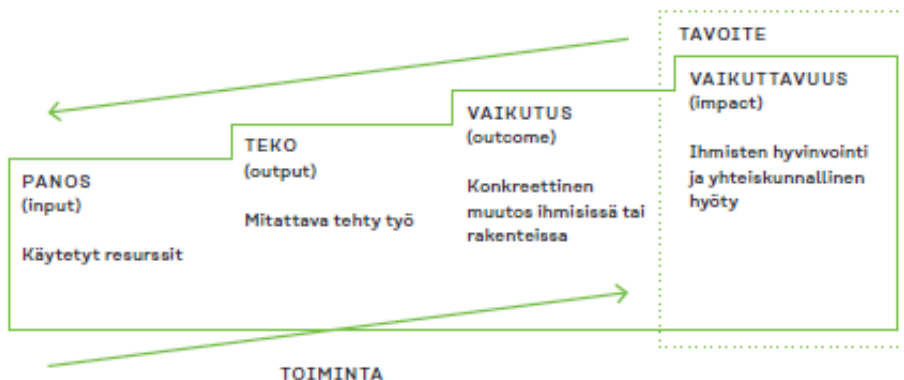 TAVOITE
VAIKUTTAVUUS
(impact)
Ihmisten hyvinvointi
ja yhteiskunnallinen
hyöty
VAIKUTUS
(outcome)
Konkreettinen
muutos ihmisissä tai
rakenteissa
TEKO
(output)
Mitattava tehty työ
PANOS
(input)
Käytetyt resurssit
TOIMINTA